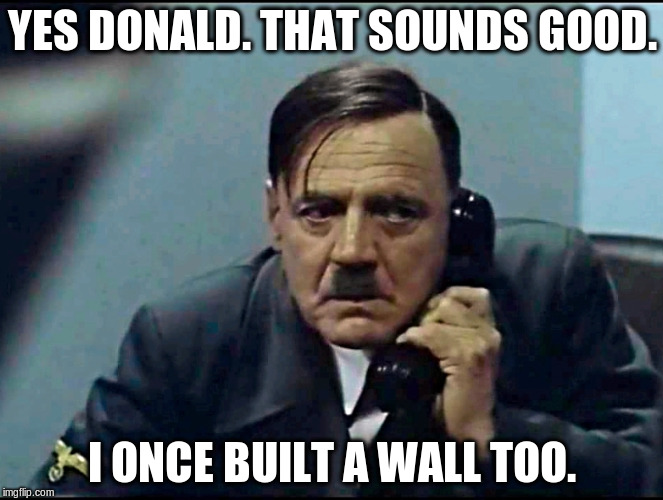 YES DONALD. THAT SOUNDS GOOD.
I ONCE BUILT A WALL TOO.
imgflip.com